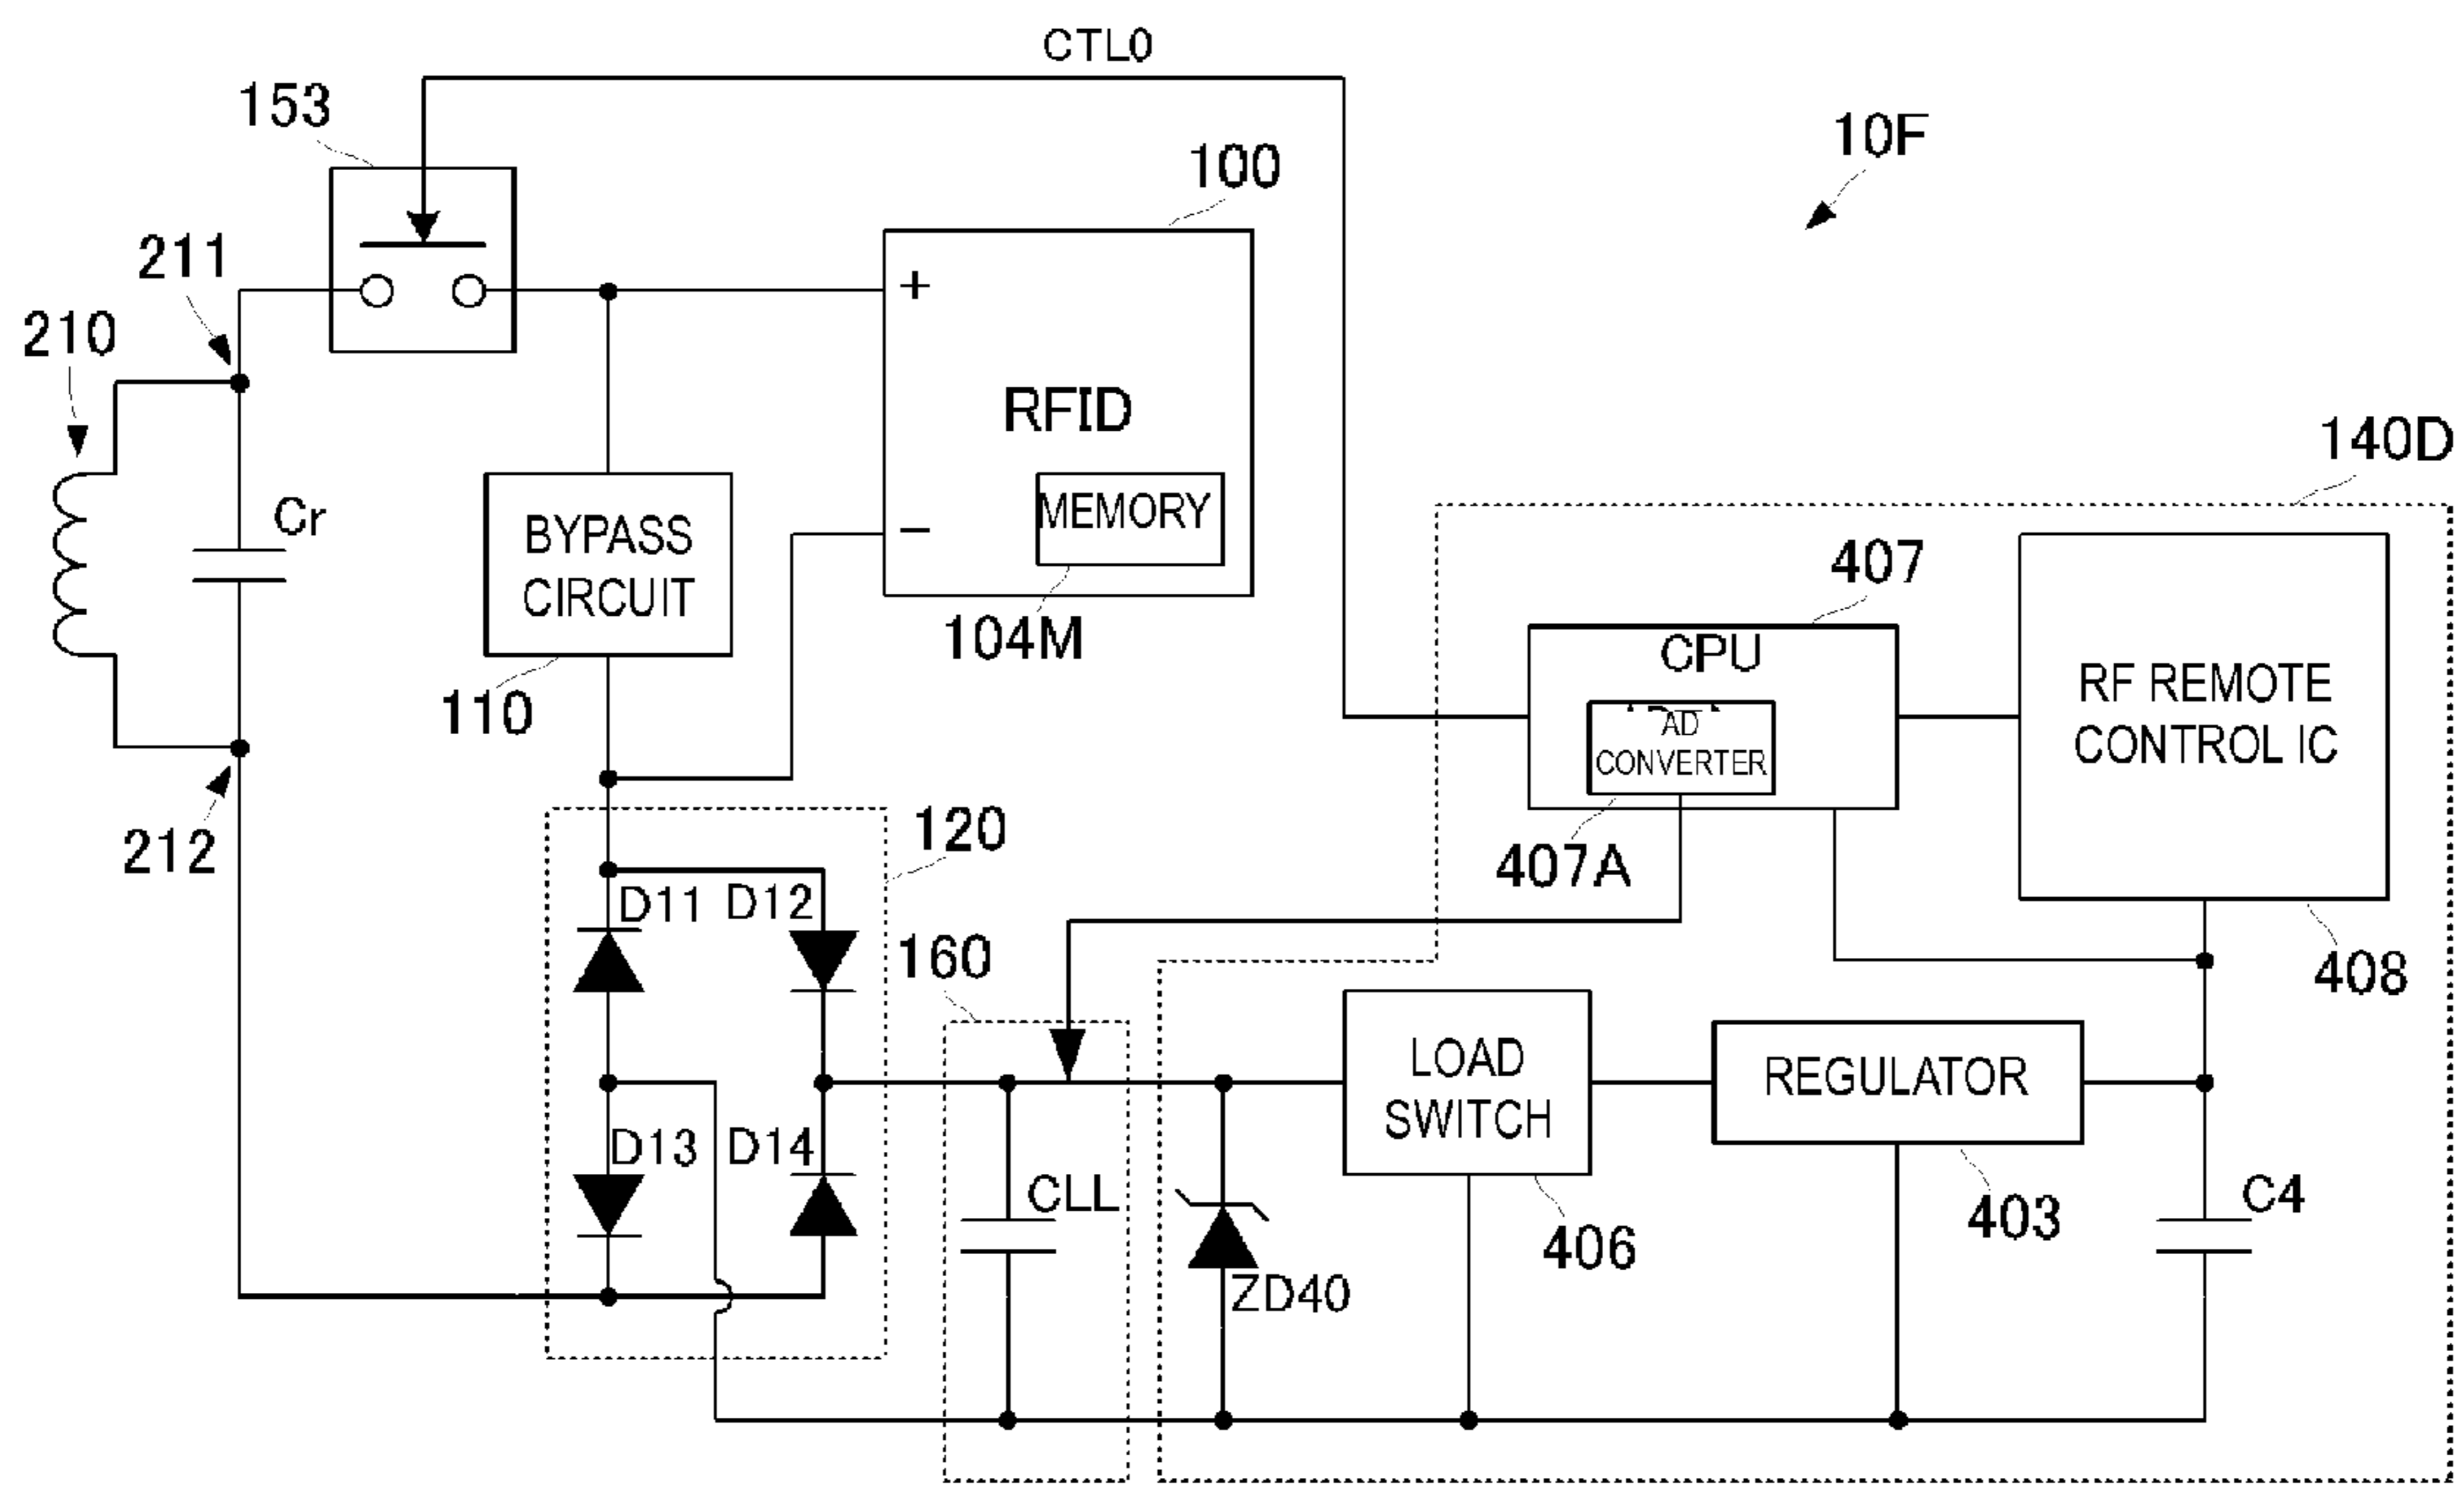 CTL0
153
10F
100
211
+
210
140D
RFID
Cr
MEMORY
BYPASS
CIRCUIT
−
407
104M
CPU
RF REMOTE
CONTROL IC
110
AD
CONVERTER
120
212
407A
D11
D12
160
408
LOAD
SWITCH
REGULATOR
D13
D14
CLL
C4
403
406
ZD40